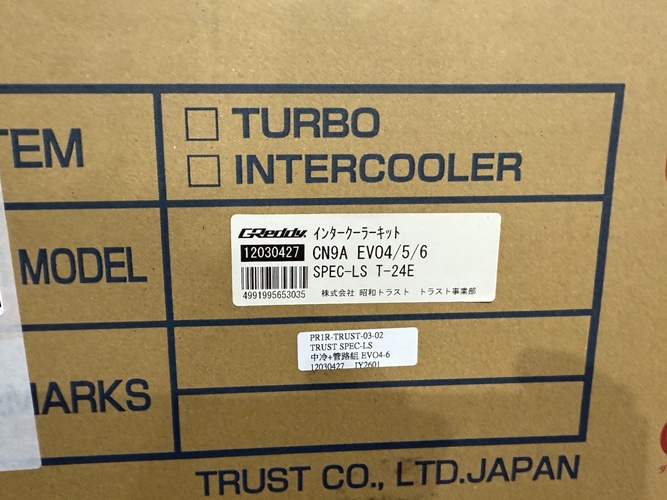 TEM
TURBO
INTERCOOLER
MODEL
GReddy. インタークーラーキット
12030427 CN9A EVO4/5/6
SPEC-LS T-24E
4991995653035 株式会社 昭和トラスト トラスト事業部
PR1R-TRUST-03-02
TRUST SPEC-LS
中冷+管路組 EVO4-6
12030427 IY2601
MARKS
TRUST CO., LTD.JAPAN